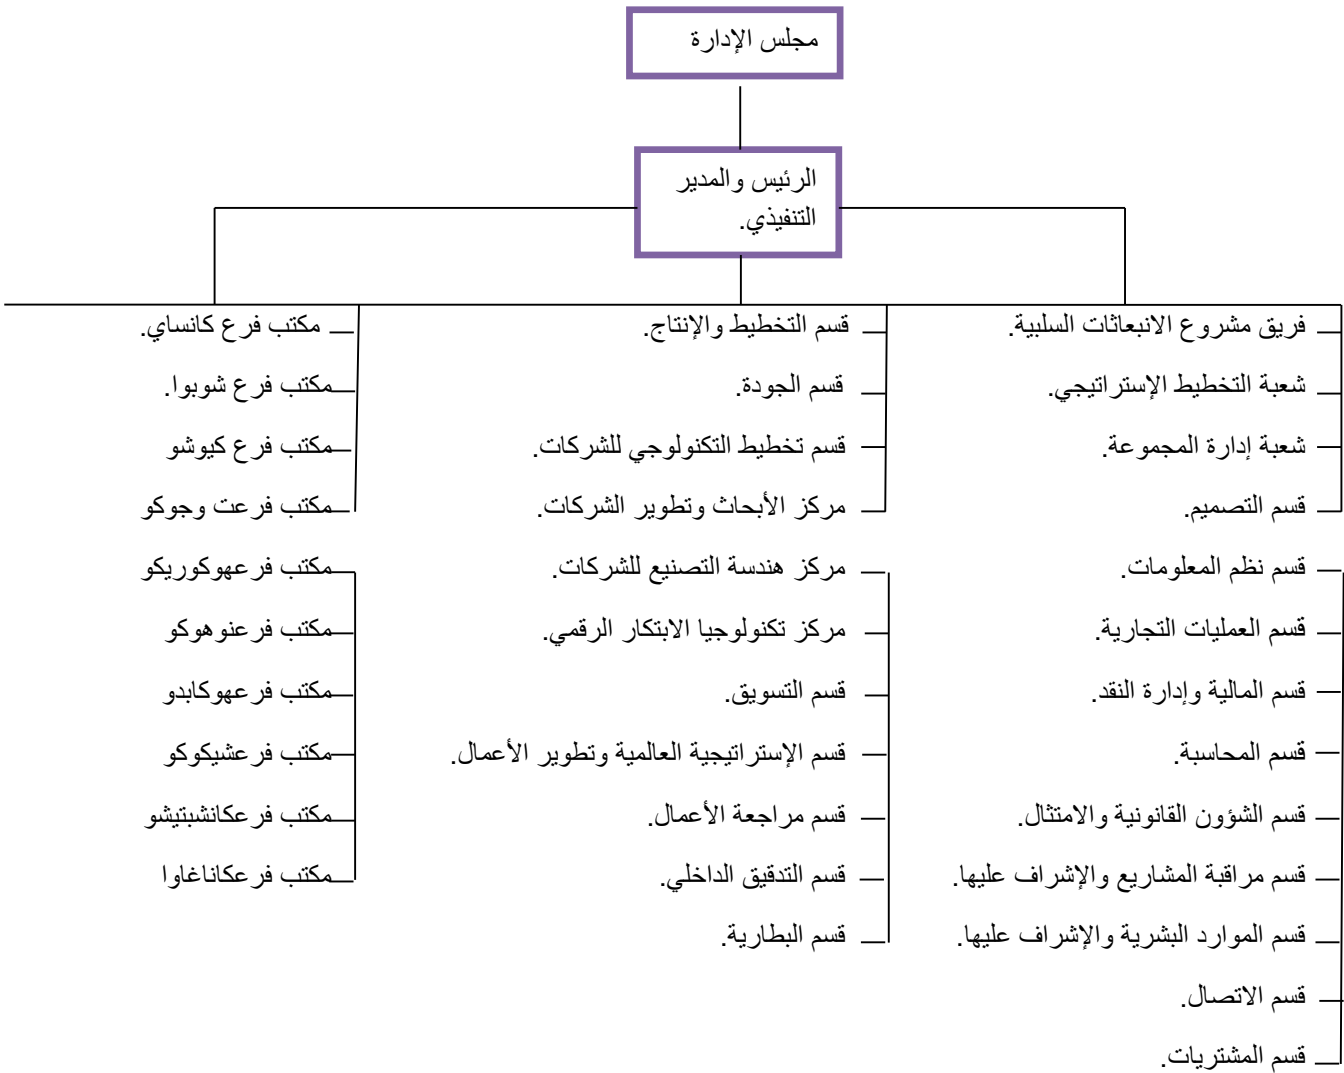 مجلس الإدارة
الرئيس والمدير
التنفيذي.
فريق مشروع الانبعاثات السلبية.
شعبة التخطيط الإستراتيجي.
شعبة إدارة المجموعة.
قسم التصميم.
قسم نظم المعلومات.
قسم العمليات التجارية.
قسم المالية وإدارة النقد.
قسم المحاسبة.
قسم الشؤون القانونية والامتثال.
قسم مراقبة المشاريع والإشراف عليها.
قسم الموارد البشرية والإشراف عليها.
قسم الاتصال.
قسم المشتريات.
قسم التخطيط والإنتاج.
قسم الجودة.
قسم تخطيط التكنولوجي للشركات.
مركز الأبحاث وتطوير الشركات.
مركز هندسة التصنيع للشركات.
مركز تكنولوجيا الابتكار الرقمي.
قسم التسويق.
قسم الإستراتيجية العالمية وتطوير الأعمال.
قسم مراجعة الأعمال.
قسم التدقيق الداخلي.
قسم البطارية.
مكتب فرع كانساي.
مكتب فرع شوبوا.
مكتب فرع كيوشو
مكتب فرعت وجوكو
مكتب فرعهوكوريكو
مكتب فرعنوهوكو
مكتب فرعهوكابدو
مكتب فرعشيكوكو
مكتب فرعكانشبتيشو
مكتب فرعكاناغاوا